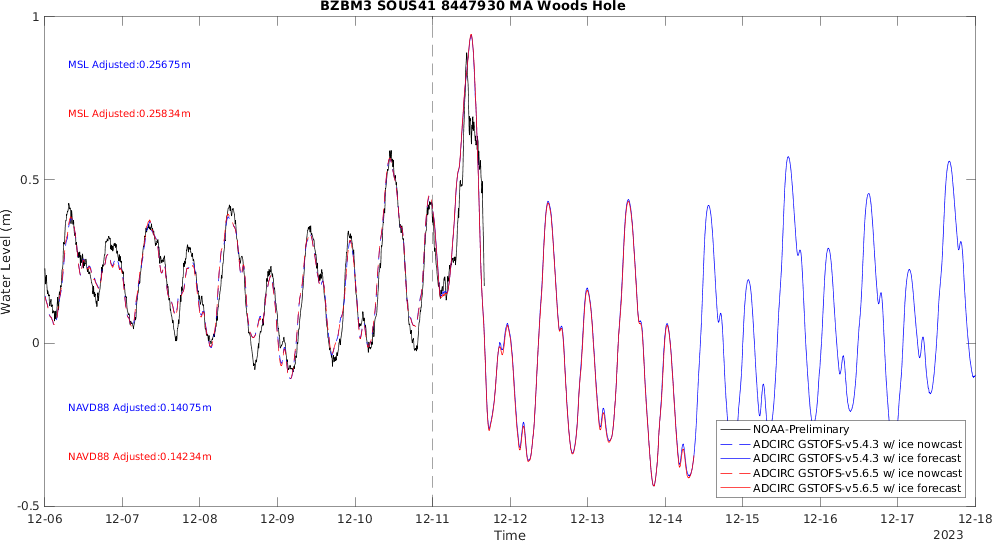 BZBM3 SOUS41 8447930 MA Woods Hole
1
MSL Adjusted:0.25675m
MSL Adjusted:0.25834m
0.5
Water Level (m)
0
NAVD88 Adjusted:0.14075m
NAVD88 Adjusted:0.14234m
NOAA-Preliminary
ADCIRC GSTOFS-v5.4.3 w/ ice nowcast
ADCIRC GSTOFS-v5.4.3 w/ ice forecast
ADCIRC GSTOFS-v5.6.5 w/ ice nowcast
ADCIRC GSTOFS-v5.6.5 w/ ice forecast
-0.5
12-06 12-07 12-08 12-09 12-10 12-11 12-12 12-13 12-14 12-15 12-16 12-17 12-18
Time
2023